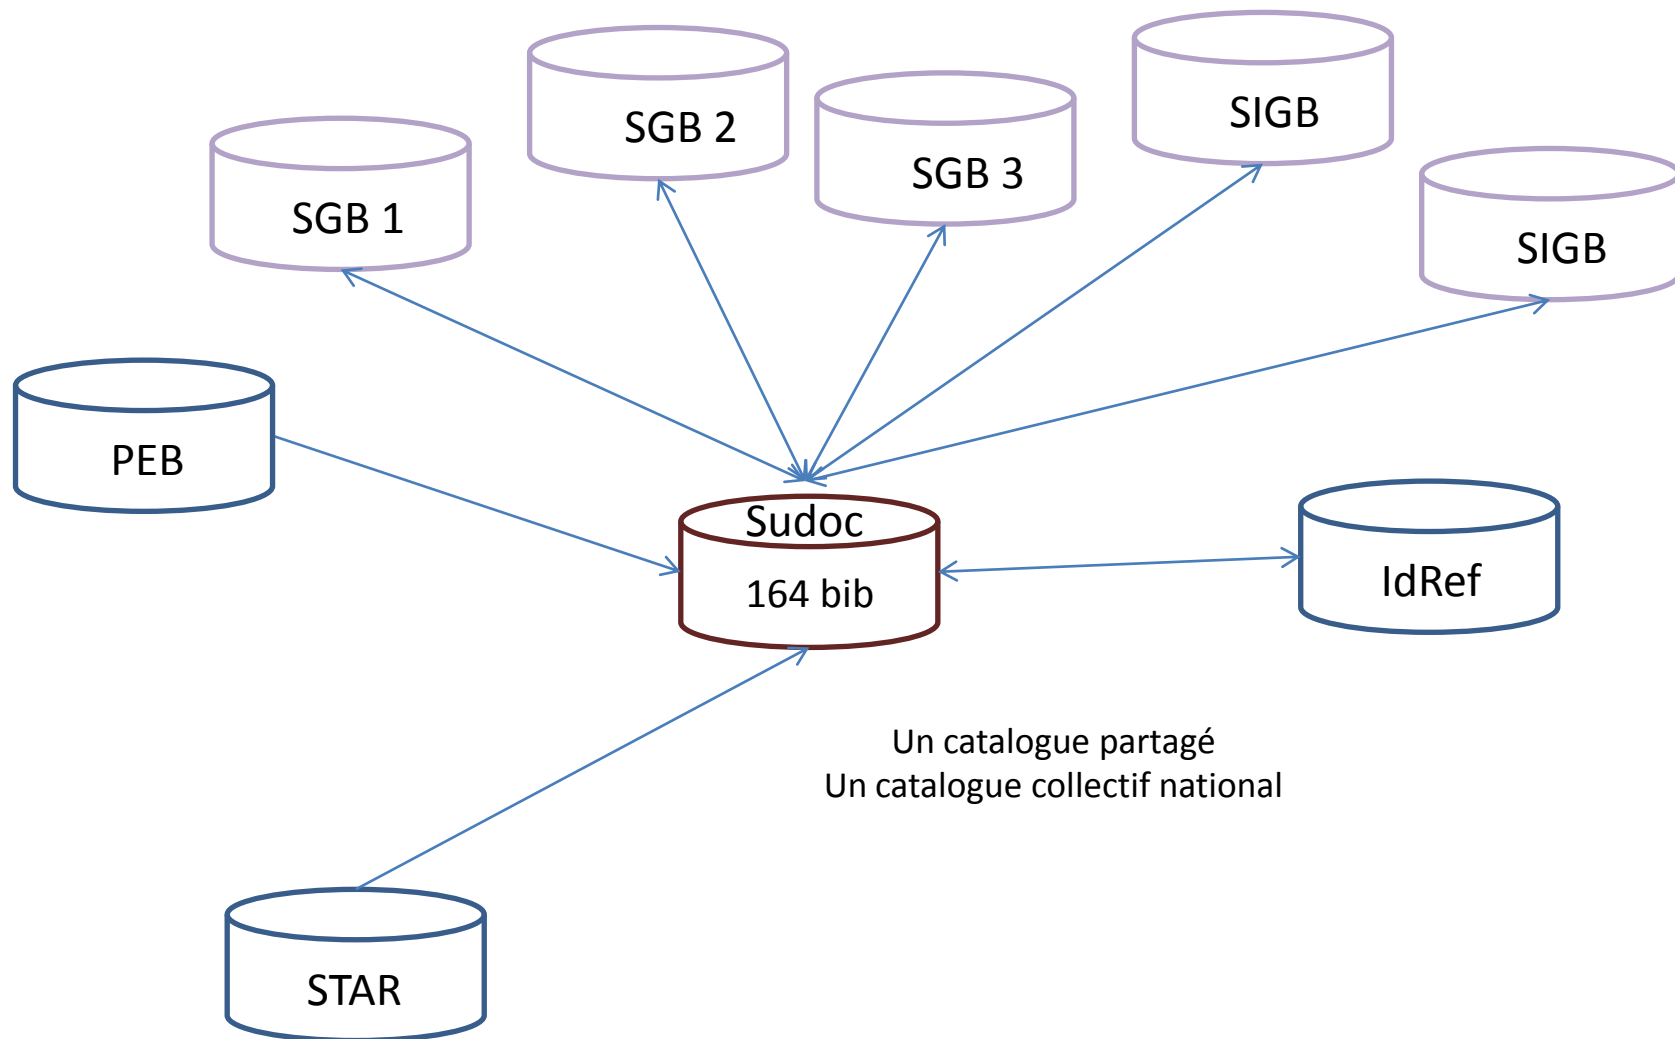 SGB 1
SGB 2
SGB 3
SIGB
SIGB
PEB
Sudoc
164 bib
IdRef
Un catalogue partagé
Un catalogue collectif national
STAR